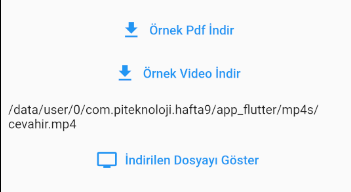 Örnek Pdf İndir
Örnek Video İndir
/data/user/0/com.piteknoloji.hafta9/app_flutter/mp4s/
cevahir.mp4
İndirilen Dosyayı Göster